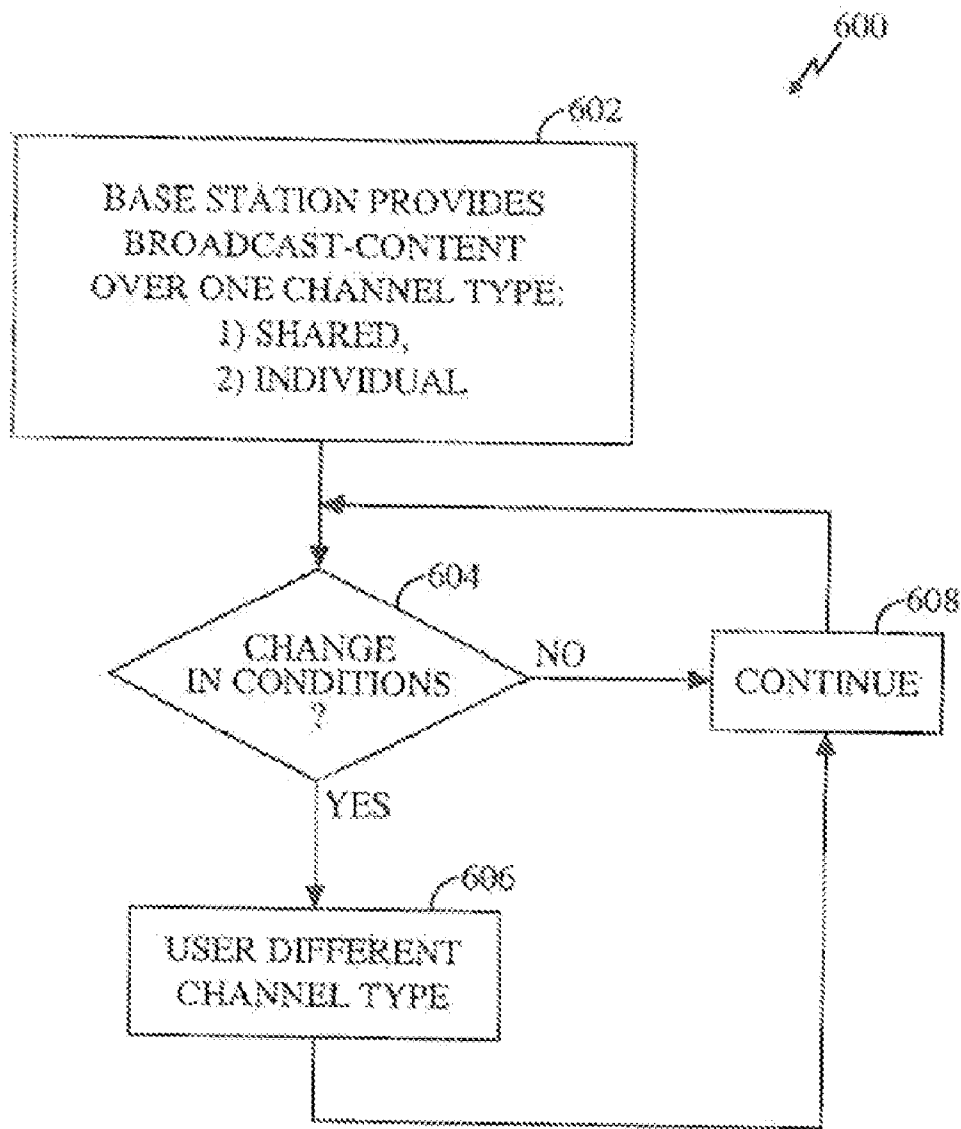 600
602
BASE STATION PROVIDES
BROADCAST-CONTENT
OVER ONE CHANNEL TYPE:
1) SHARED,
2) INDIVIDUAL
604
CHANGE
IN CONDITIONS
?
NO
608
CONTINUE
YES
606
USER DIFFERENT
CHANNEL TYPE